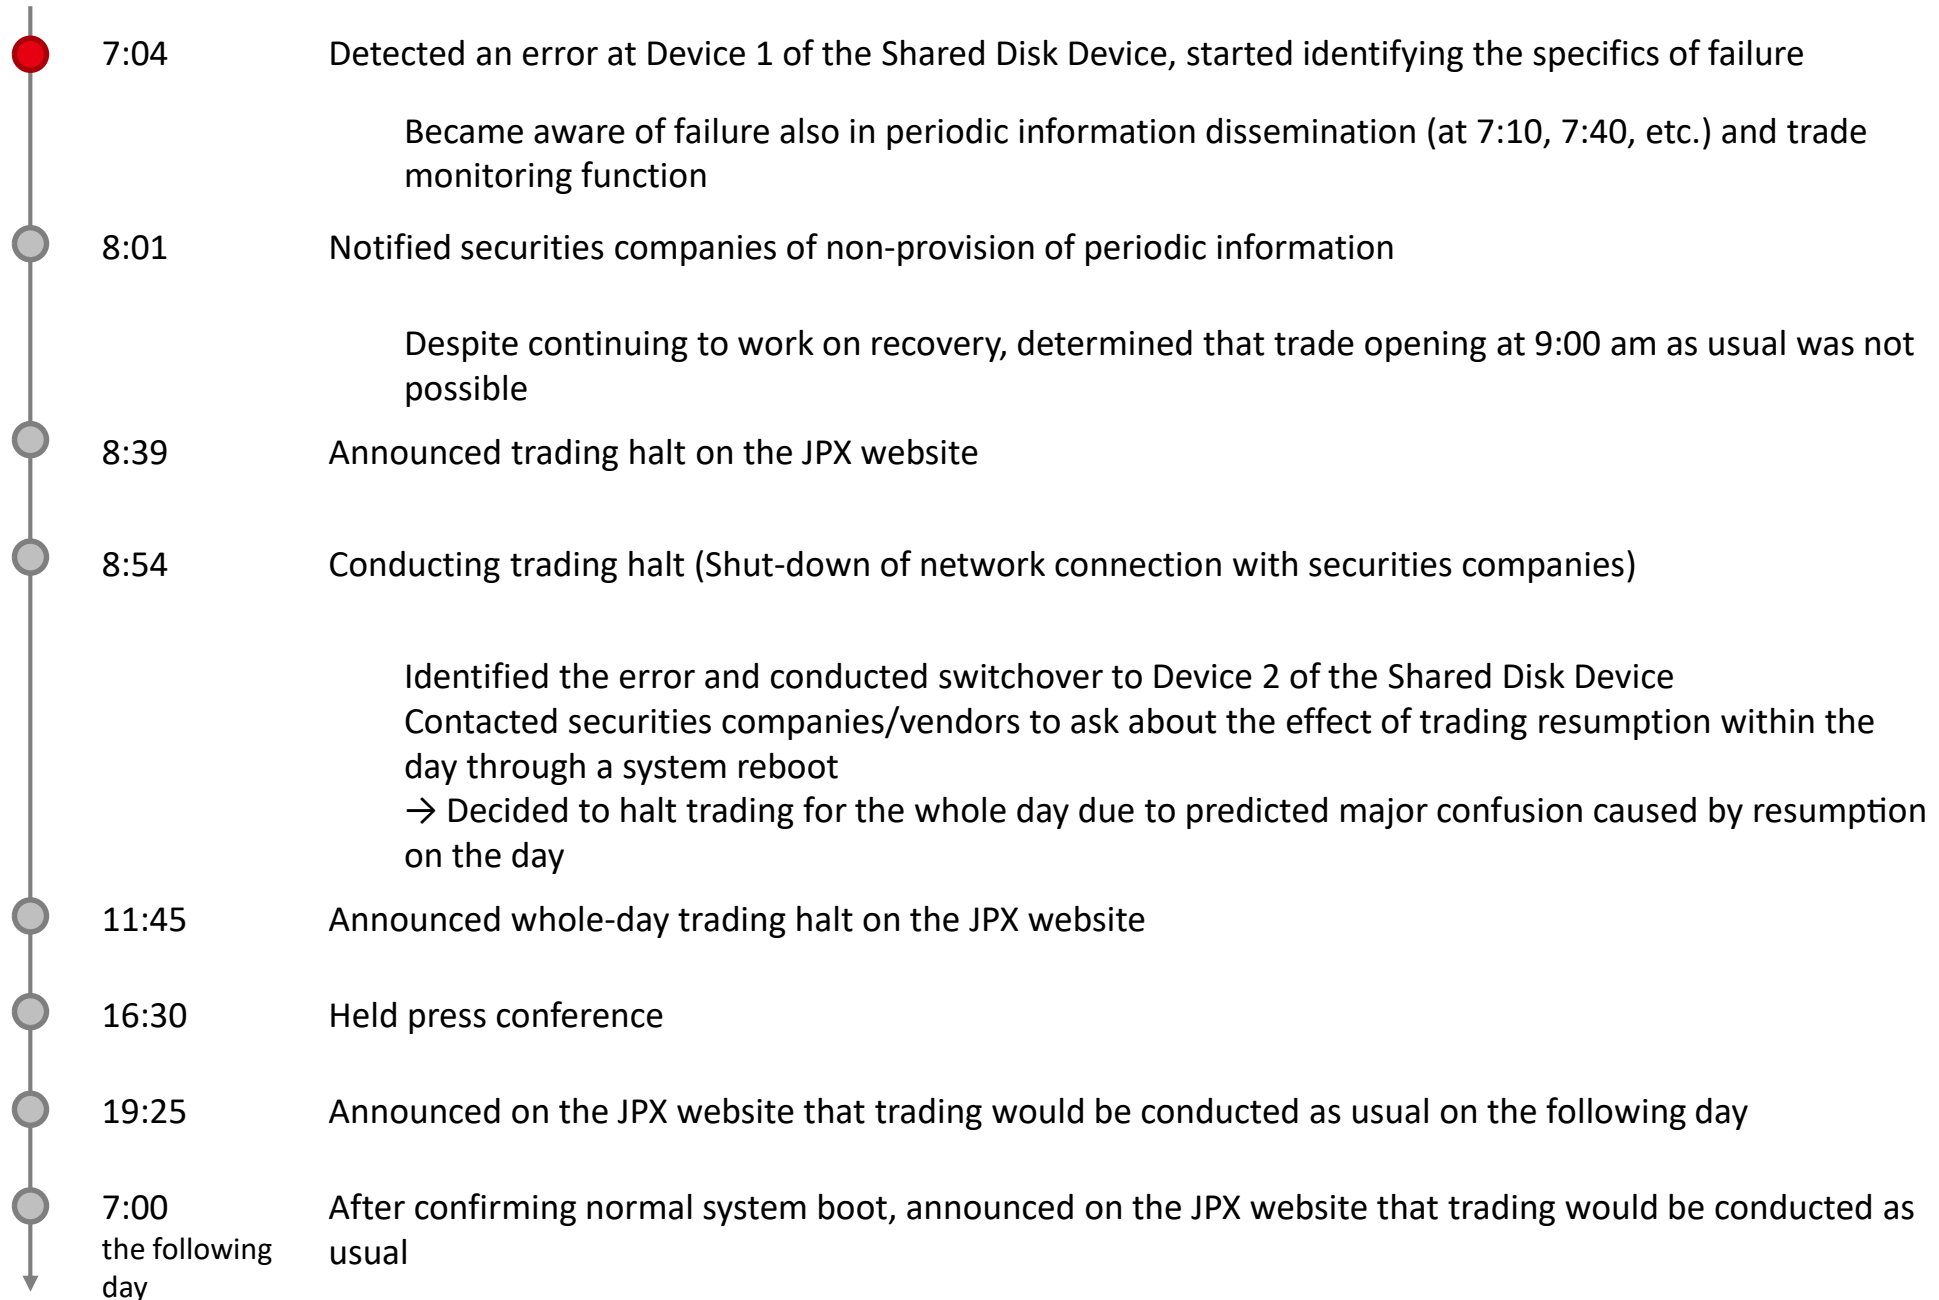 7:04 Detected an error at Device 1 of the Shared Disk Device, started identifying the specifics of failure
Became aware of failure also in periodic information dissemination (at 7:10, 7:40, etc.) and trade
monitoring function
8:01 Notified securities companies of non-provision of periodic information
Despite continuing to work on recovery, determined that trade opening at 9:00 am as usual was not
possible
8:39 Announced trading halt on the JPX website
8:54 Conducting trading halt (Shut-down of network connection with securities companies)
Identified the error and conducted switchover to Device 2 of the Shared Disk Device
Contacted securities companies/vendors to ask about the effect of trading resumption within the
day through a system reboot
→ Decided to halt trading for the whole day due to predicted major confusion caused by resumption
on the day
11:45 Announced whole-day trading halt on the JPX website
16:30 Held press conference
19:25 Announced on the JPX website that trading would be conducted as usual on the following day
7:00 After confirming normal system boot, announced on the JPX website that trading would be conducted as
the following usual
day